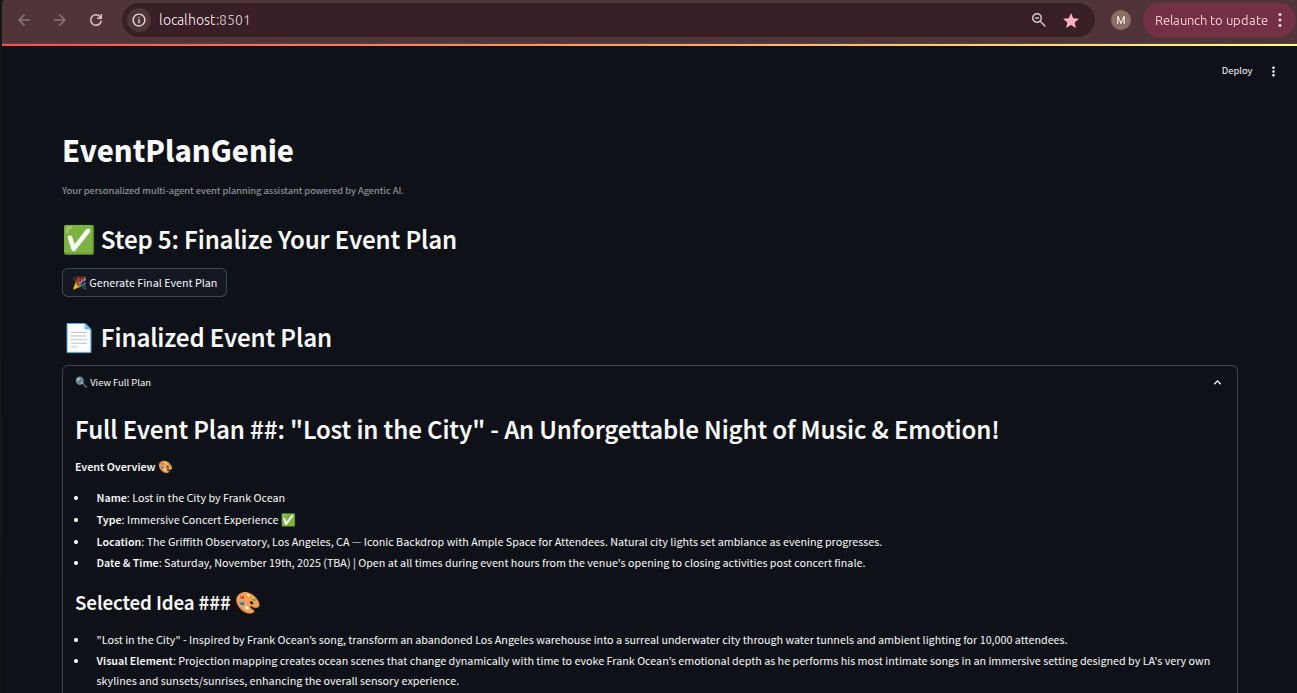 localhost:8501
M
Relaunch to update
Deploy
EventPlanGenie
Your personalized multi-agent event planning assistant powered by Agentic AI.
✅ Step 5: Finalize Your Event Plan
🎉 Generate Final Event Plan
📄 Finalized Event Plan
🔍 View Full Plan
Full Event Plan ##: "Lost in the City" - An Unforgettable Night of Music & Emotion!
Event Overview 🎨
• Name: Lost in the City by Frank Ocean
• Type: Immersive Concert Experience ✅
• Location: The Griffith Observatory, Los Angeles, CA — Iconic Backdrop with Ample Space for Attendees. Natural city lights set ambiance as evening progresses.
• Date & Time: Saturday, November 19th, 2025 (TBA) | Open at all times during event hours from the venue's opening to closing activities post concert finale.
Selected Idea ### 🎨
• "Lost in the City" - Inspired by Frank Ocean's song, transform an abandoned Los Angeles warehouse into a surreal underwater city through water tunnels and ambient lighting for 10,000 attendees.
• Visual Element: Projection mapping creates ocean scenes that change dynamically with time to evoke Frank Ocean's emotional depth as he performs his most intimate songs in an immersive setting designed by LA's very own
skylines and sunsets/sunrises, enhancing the overall sensory experience.